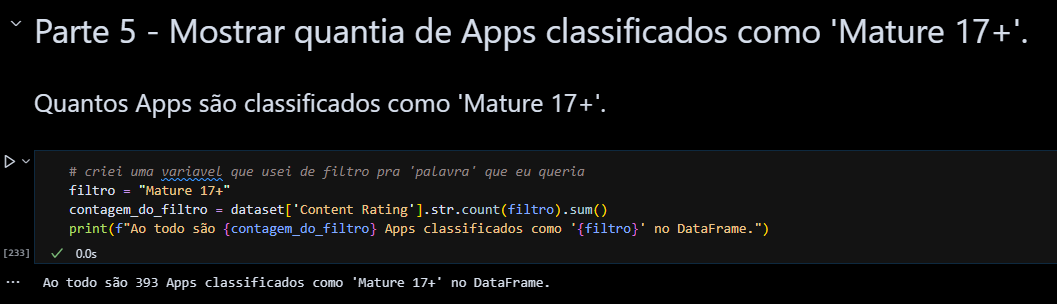 Parte 5 - Mostrar quantia de Apps classificados como 'Mature 17+'.
Quantos Apps são classificados como 'Mature 17+'.
# criei uma variavel que usei de filtro pra 'palavra' que eu queria
filtro = "Mature 17+"
contagem_do_filtro = dataset['Content Rating'].str.count(filtro).sum()
print(f"Ao todo são {contagem_do_filtro} Apps classificados como '{filtro}' no DataFrame.")
[233]
0.0s
Ao todo são 393 Apps classificados como 'Mature 17+' no DataFrame.